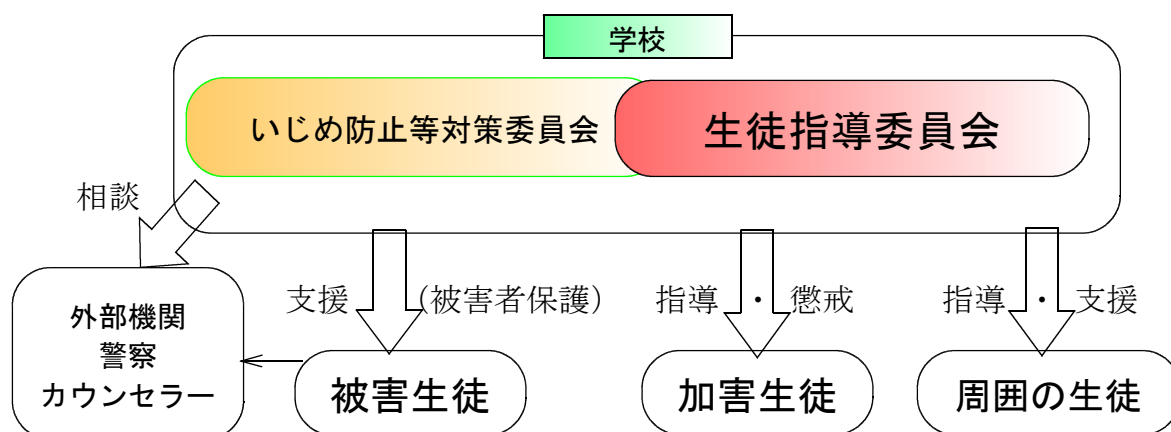 学校
いじめ防止等対策委員会
生徒指導委員会
相談
支援
(被害者保護)
指導・懲戒
指導・支援
外部機関
警察
カウンセラー
被害生徒
加害生徒
周囲の生徒